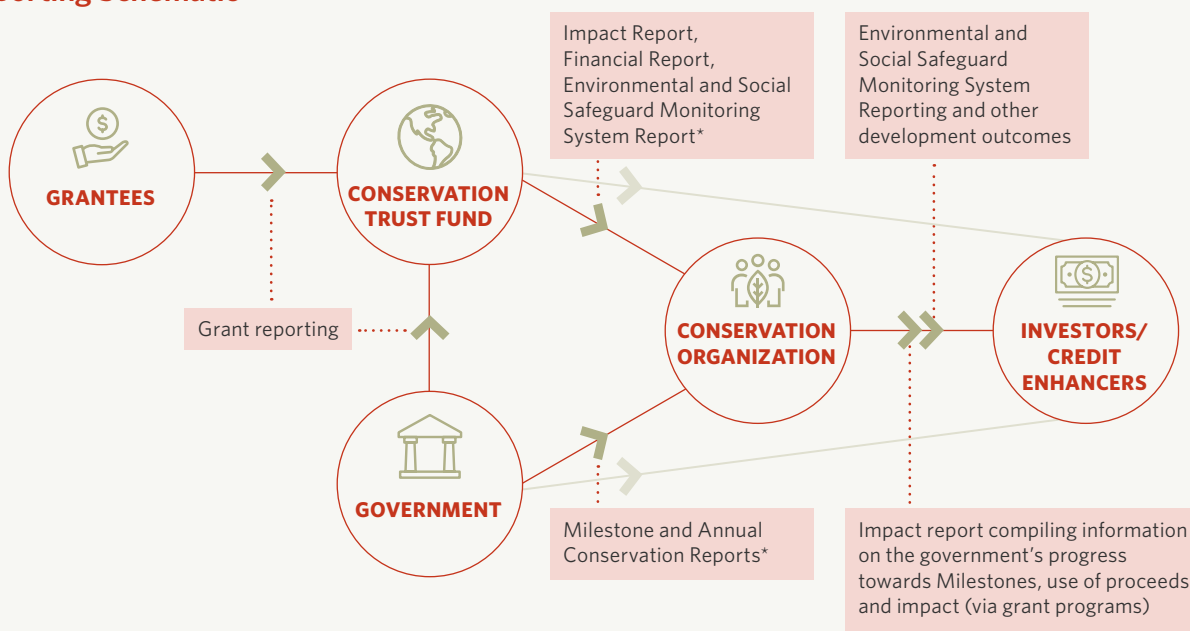 Impact Report,
Financial Report,
Environmental and Social
Safeguard Monitoring
System Report*
Environmental and
Social Safeguard
Monitoring System
Reporting and other
development outcomes
$
GRANTEES
CONSERVATION
TRUST FUND
Grant reporting
CONSERVATION
ORGANIZATION
$
INVESTORS/
CREDIT
ENHANCERS
GOVERNMENT
Milestone and Annual
Conservation Reports*
Impact report compiling information
on the government's progress
towards Milestones, use of proceeds
and impact (via grant programs)